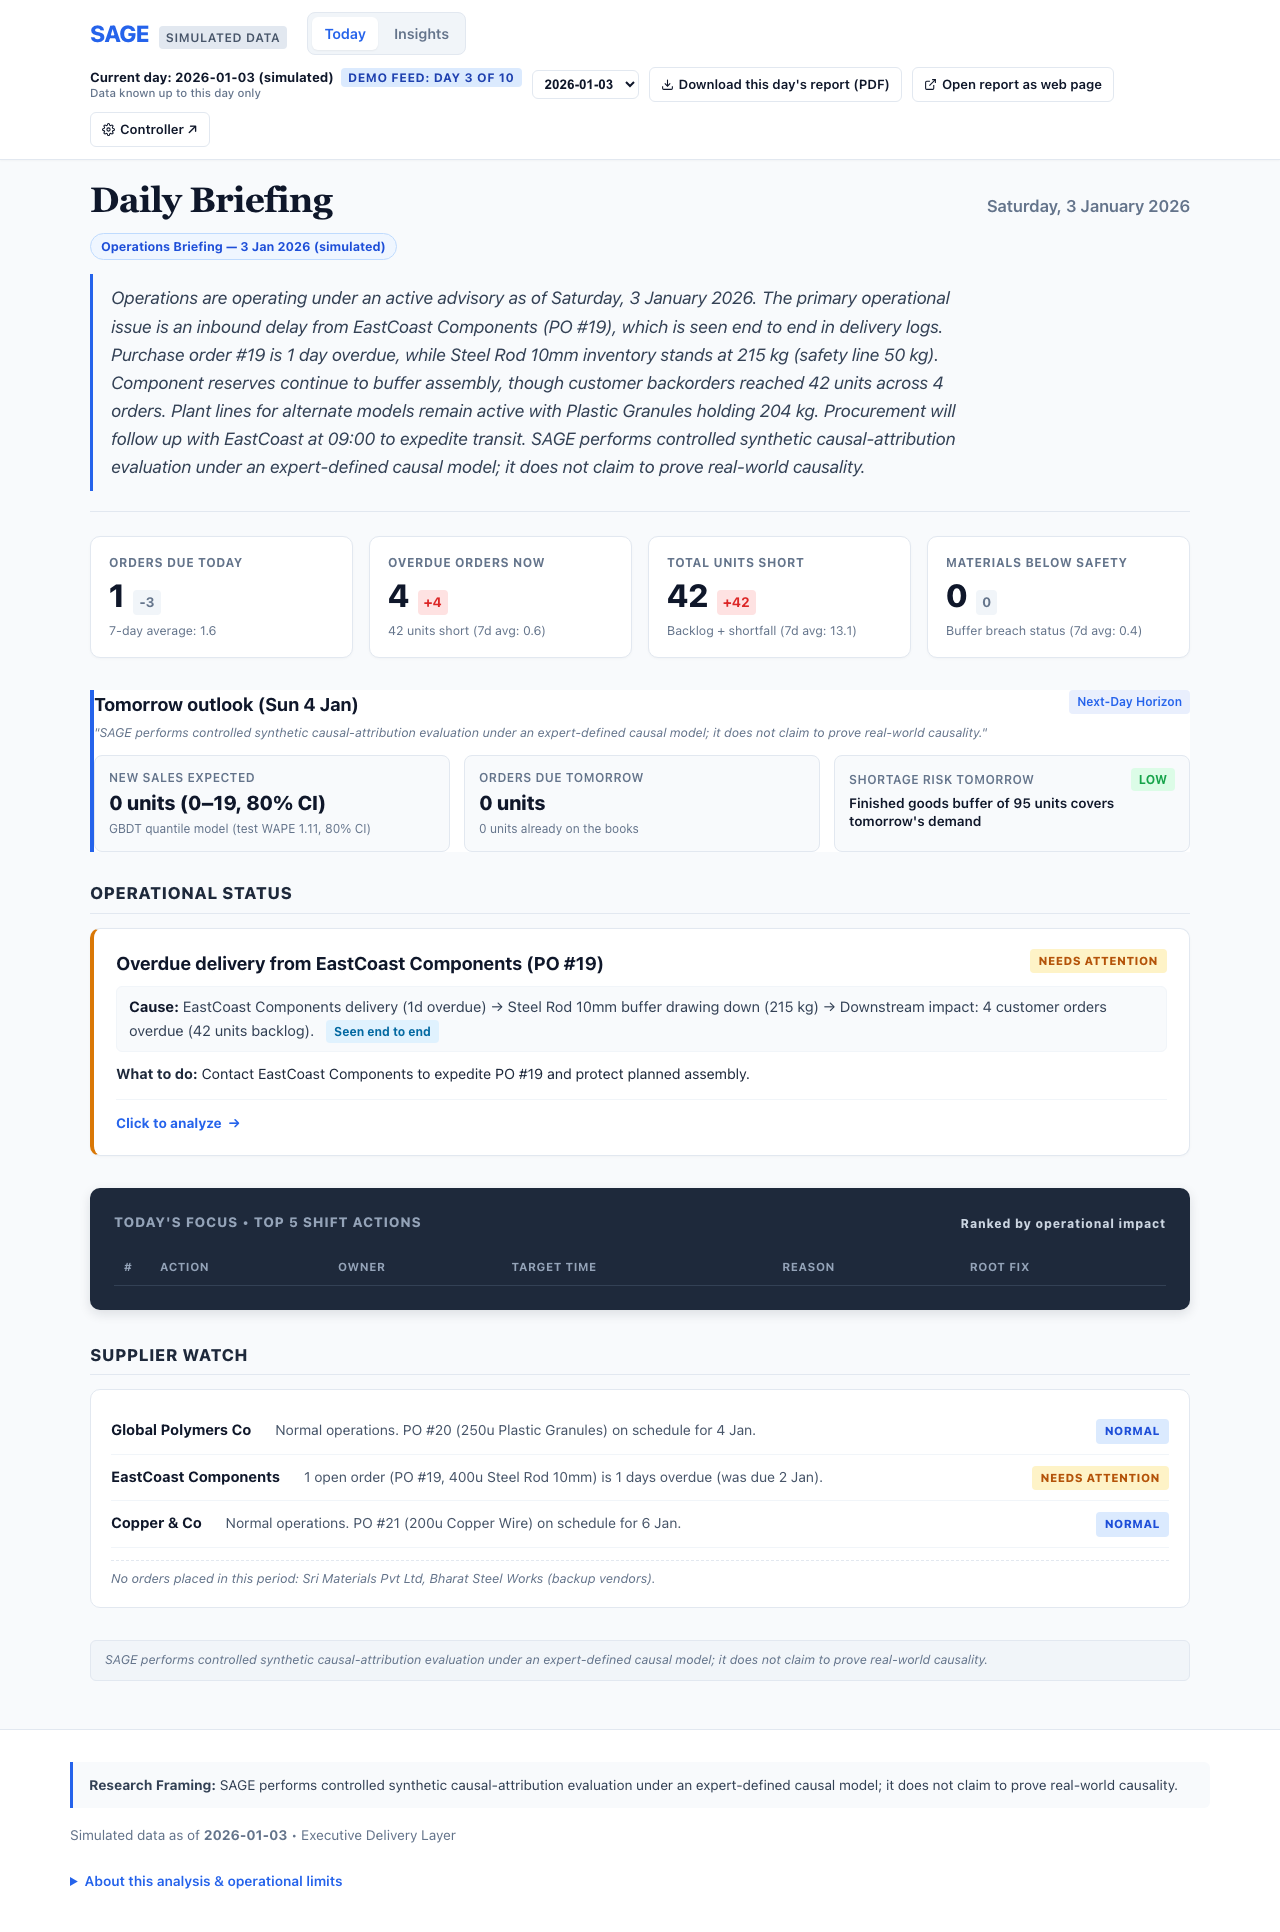 SAGE SIMULATED DATA Today Insights
Current day: 2026-01-03 (simulated) DEMO FEED: DAY 3 OF 10 2026-01-03 Download this day's report (PDF) Open report as web page
Data known up to this day only
Controller ↗
Daily Briefing Saturday, 3 January 2026
Operations Briefing — 3 Jan 2026 (simulated)
Operations are operating under an active advisory as of Saturday, 3 January 2026. The primary operational
issue is an inbound delay from EastCoast Components (PO #19), which is seen end to end in delivery logs.
Purchase order #19 is 1 day overdue, while Steel Rod 10mm inventory stands at 215 kg (safety line 50 kg).
Component reserves continue to buffer assembly, though customer backorders reached 42 units across 4
orders. Plant lines for alternate models remain active with Plastic Granules holding 204 kg. Procurement will
follow up with EastCoast at 09:00 to expedite transit. SAGE performs controlled synthetic causal-attribution
evaluation under an expert-defined causal model; it does not claim to prove real-world causality.
ORDERS DUE TODAY
1 -3
7-day average: 1.6
OVERDUE ORDERS NOW
4 +4
42 units short (7d avg: 0.6)
TOTAL UNITS SHORT
42 +42
Backlog + shortfall (7d avg: 13.1)
MATERIALS BELOW SAFETY
0 0
Buffer breach status (7d avg: 0.4)
Tomorrow outlook (Sun 4 Jan) Next-Day Horizon
"SAGE performs controlled synthetic causal-attribution evaluation under an expert-defined causal model; it does not claim to prove real-world causality."
NEW SALES EXPECTED
0 units (0–19, 80% CI)
GBDT quantile model (test WAPE 1.11, 80% CI)
ORDERS DUE TOMORROW
0 units
0 units already on the books
SHORTAGE RISK TOMORROW LOW
Finished goods buffer of 95 units covers
tomorrow's demand
OPERATIONAL STATUS
Overdue delivery from EastCoast Components (PO #19) NEEDS ATTENTION
Cause: EastCoast Components delivery (1d overdue) → Steel Rod 10mm buffer drawing down (215 kg) → Downstream impact: 4 customer orders
overdue (42 units backlog). Seen end to end
What to do: Contact EastCoast Components to expedite PO #19 and protect planned assembly.
Click to analyze →
TODAY'S FOCUS • TOP 5 SHIFT ACTIONS Ranked by operational impact
# ACTION OWNER TARGET TIME REASON ROOT FIX
SUPPLIER WATCH
Global Polymers Co Normal operations. PO #20 (250u Plastic Granules) on schedule for 4 Jan. NORMAL
EastCoast Components 1 open order (PO #19, 400u Steel Rod 10mm) is 1 days overdue (was due 2 Jan). NEEDS ATTENTION
Copper & Co Normal operations. PO #21 (200u Copper Wire) on schedule for 6 Jan. NORMAL
No orders placed in this period: Sri Materials Pvt Ltd, Bharat Steel Works (backup vendors).
SAGE performs controlled synthetic causal-attribution evaluation under an expert-defined causal model; it does not claim to prove real-world causality.
Research Framing: SAGE performs controlled synthetic causal-attribution evaluation under an expert-defined causal model; it does not claim to prove real-world causality.
Simulated data as of 2026-01-03 • Executive Delivery Layer
▶ About this analysis & operational limits